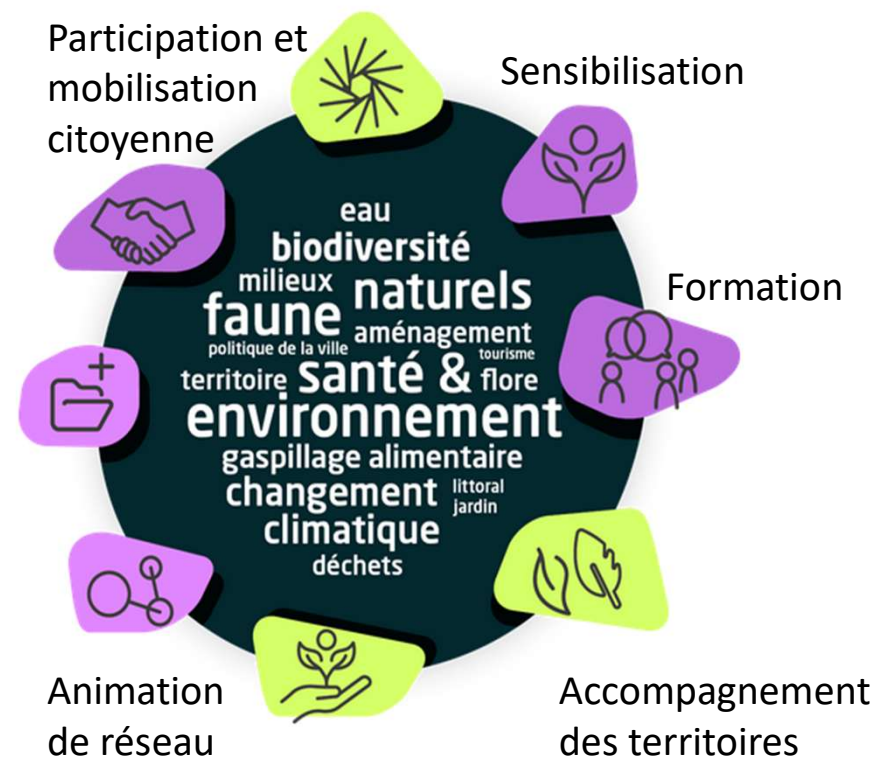 Participation et
mobilisation
citoyenne
Sensibilisation
eau
biodiversité
milieux naturels
faune aménagement
politique de la ville tourisme
territoire santé & flore
environnement
gaspillage alimentaire
changement littoral
jardin
climatique
déchets
Formation
Animation
de réseau
Accompagnement
des territoires